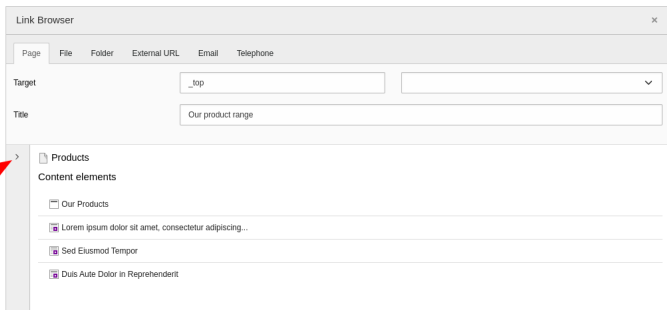 Link Browser
Page File Folder External URL Email Telephone
Target _top
Title Our product range
Products
Content elements
Our Products
Lorem ipsum dolor sit amet, consectetur adipiscing...
Sed Eiusmod Tempor
Duis Aute Dolor in Reprehenderit